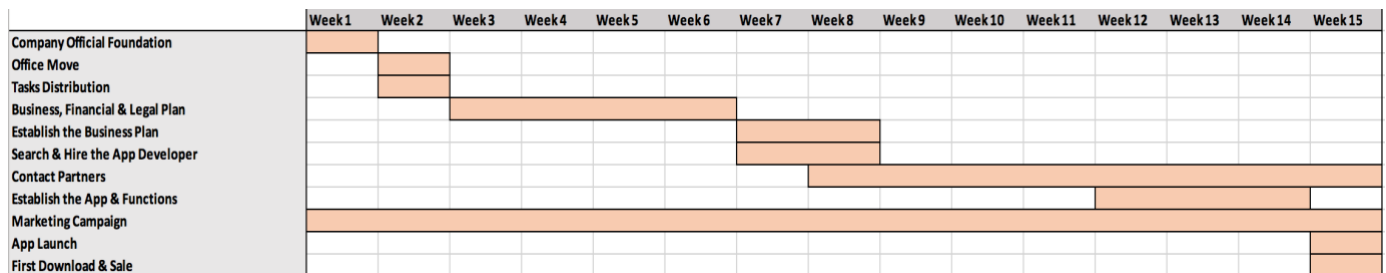 Week 1 Week 2 Week 3 Week 4 Week 5 Week 6 Week 7 Week 8 Week 9 Week 10 Week 11 Week 12 Week 13 Week 14 Week 15
Company Official Foundation
Office Move
Tasks Distribution
Business, Financial & Legal Plan
Establish the Business Plan
Search & Hire the App Developer
Contact Partners
Establish the App & Functions
Marketing Campaign
App Launch
First Download & Sale